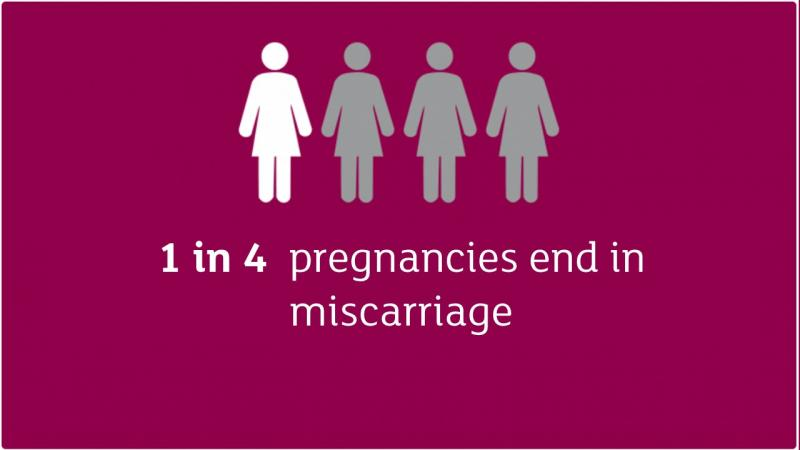 1 in 4 pregnancies end in
miscarriage